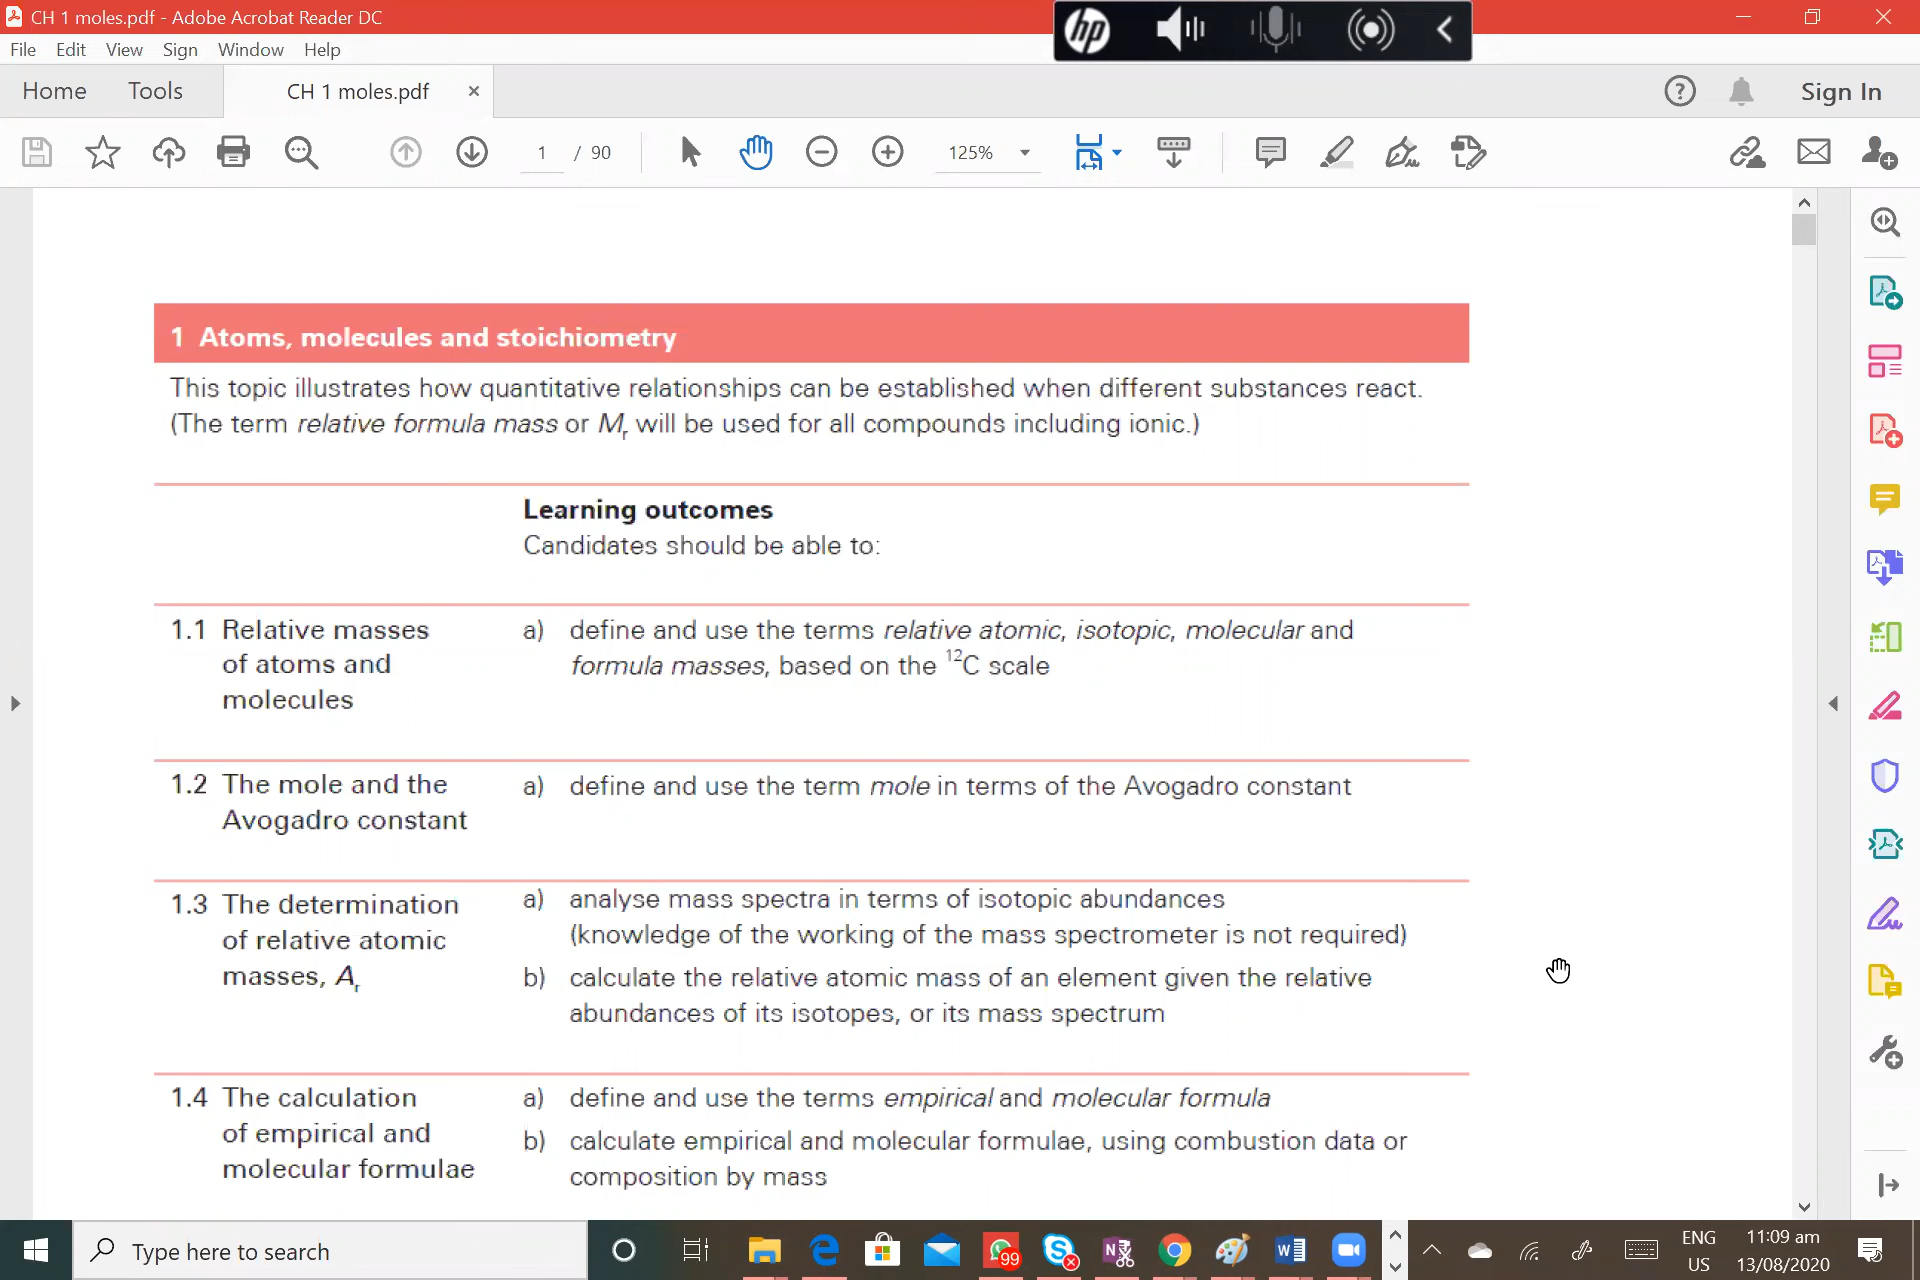 CH 1 moles.pdf - Adobe Acrobat Reader DC
hp
File Edit View Sign Window Help
Home Tools CH 1 moles.pdf × Sign In
1 / 90 125%
1 Atoms, molecules and stoichiometry
This topic illustrates how quantitative relationships can be established when different substances react.
(The term relative formula mass or Mr will be used for all compounds including ionic.)
Learning outcomes
Candidates should be able to:
1.1 Relative masses of atoms and molecules
a) define and use the terms relative atomic, isotopic, molecular and
formula masses, based on the 12C scale
1.2 The mole and the
Avogadro constant
a) define and use the term mole in terms of the Avogadro constant
1.3 The determination
of relative atomic
masses, Ar
a) analyse mass spectra in terms of isotopic abundances
(knowledge of the working of the mass spectrometer is not required)
b) calculate the relative atomic mass of an element given the relative
abundances of its isotopes, or its mass spectrum
1.4 The calculation
of empirical and
molecular formulae
a) define and use the terms empirical and molecular formula
b) calculate empirical and molecular formulae, using combustion data or
composition by mass
Type here to search
99
ENG
US
11:09 am
13/08/2020